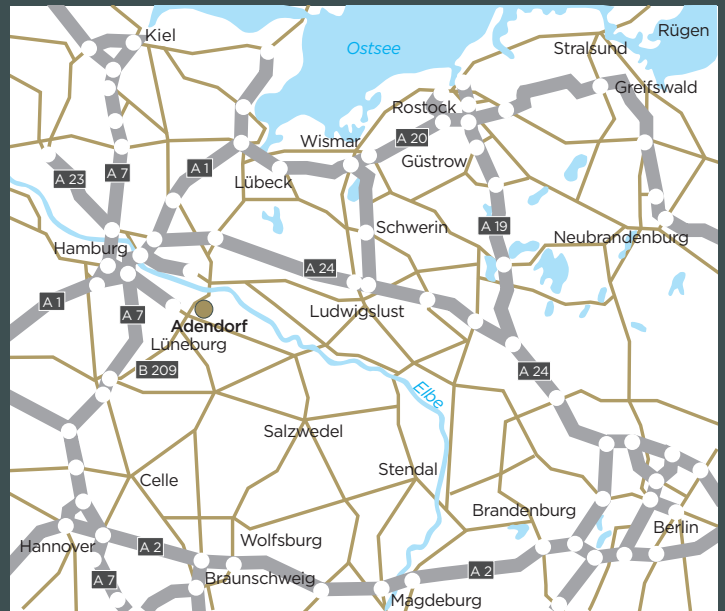 Kiel
Ostsee
Rügen
Stralsund
Greifswald
Rostock
Wismar
A 20
Güstrow
A 23
A 7
A 1
Lübeck
A 19
Schwerin
Neubrandenburg
Hamburg
A 24
A 1
A 7
Ludwigslust
Adendorf
Lüneburg
B 209
A 24
Elbe
Salzwedel
Stendal
Celle
Brandenburg
Berlin
Hannover
A 2
Wolfsburg
A 7
Braunschweig
A 2
Magdeburg